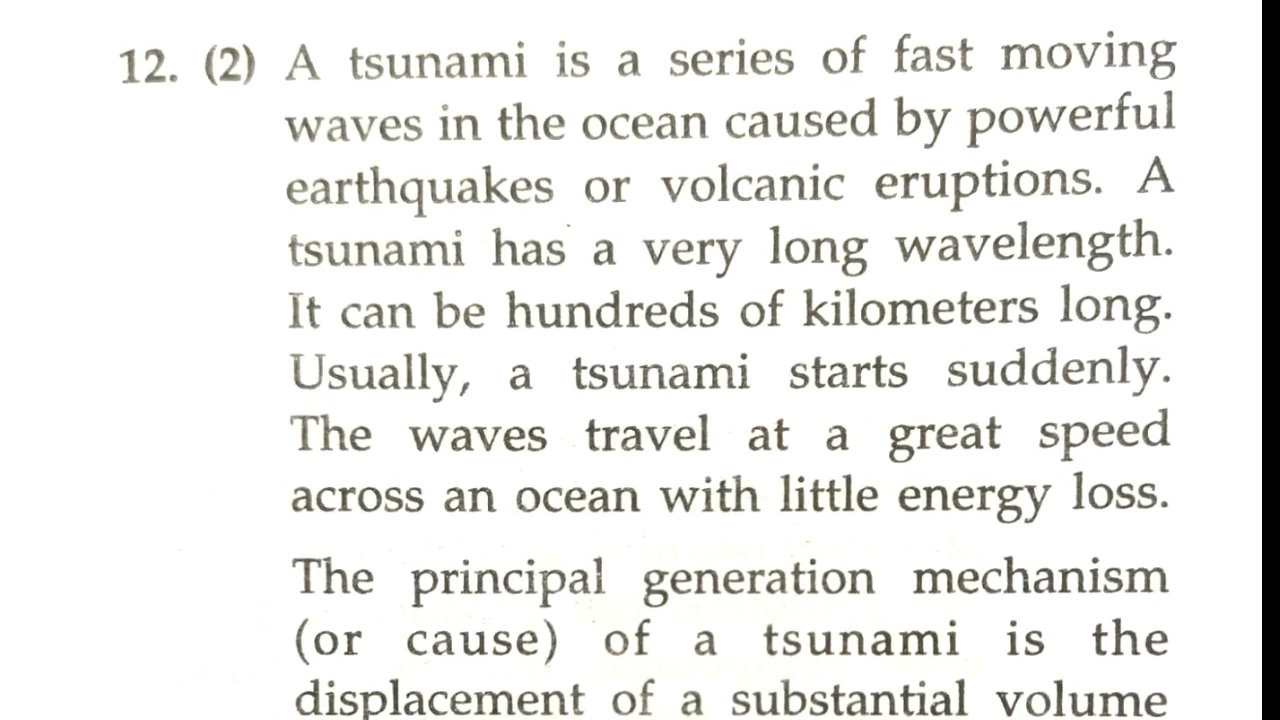 12. (2) A tsunami is a series of fast moving
waves in the ocean caused by powerful
earthquakes or volcanic eruptions. A
tsunami has a very long wavelength.
It can be hundreds of kilometers long.
Usually, a tsunami starts suddenly.
The waves travel at a great speed
across an ocean with little energy loss.
The principal generation mechanism
(or cause) of a tsunami is the
displacement of a substantial volume